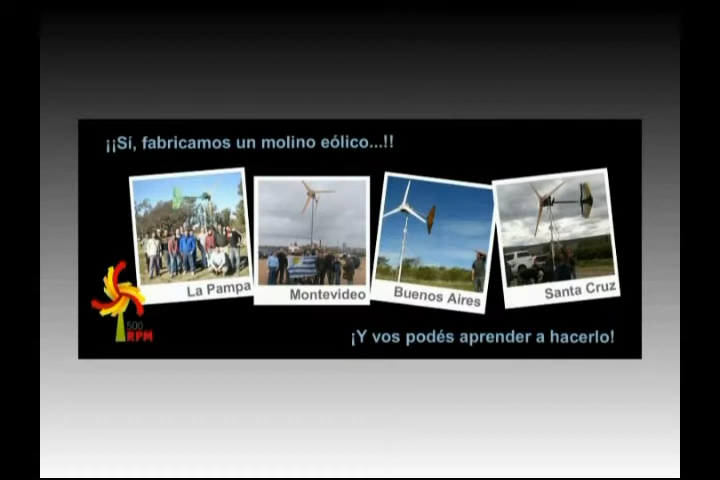 ¡¡Sí, fabricamos un molino eólico...!!
La Pampa
Montevideo
Buenos Aires
Santa Cruz
500
RPM
¡Y vos podés aprender a hacerlo!